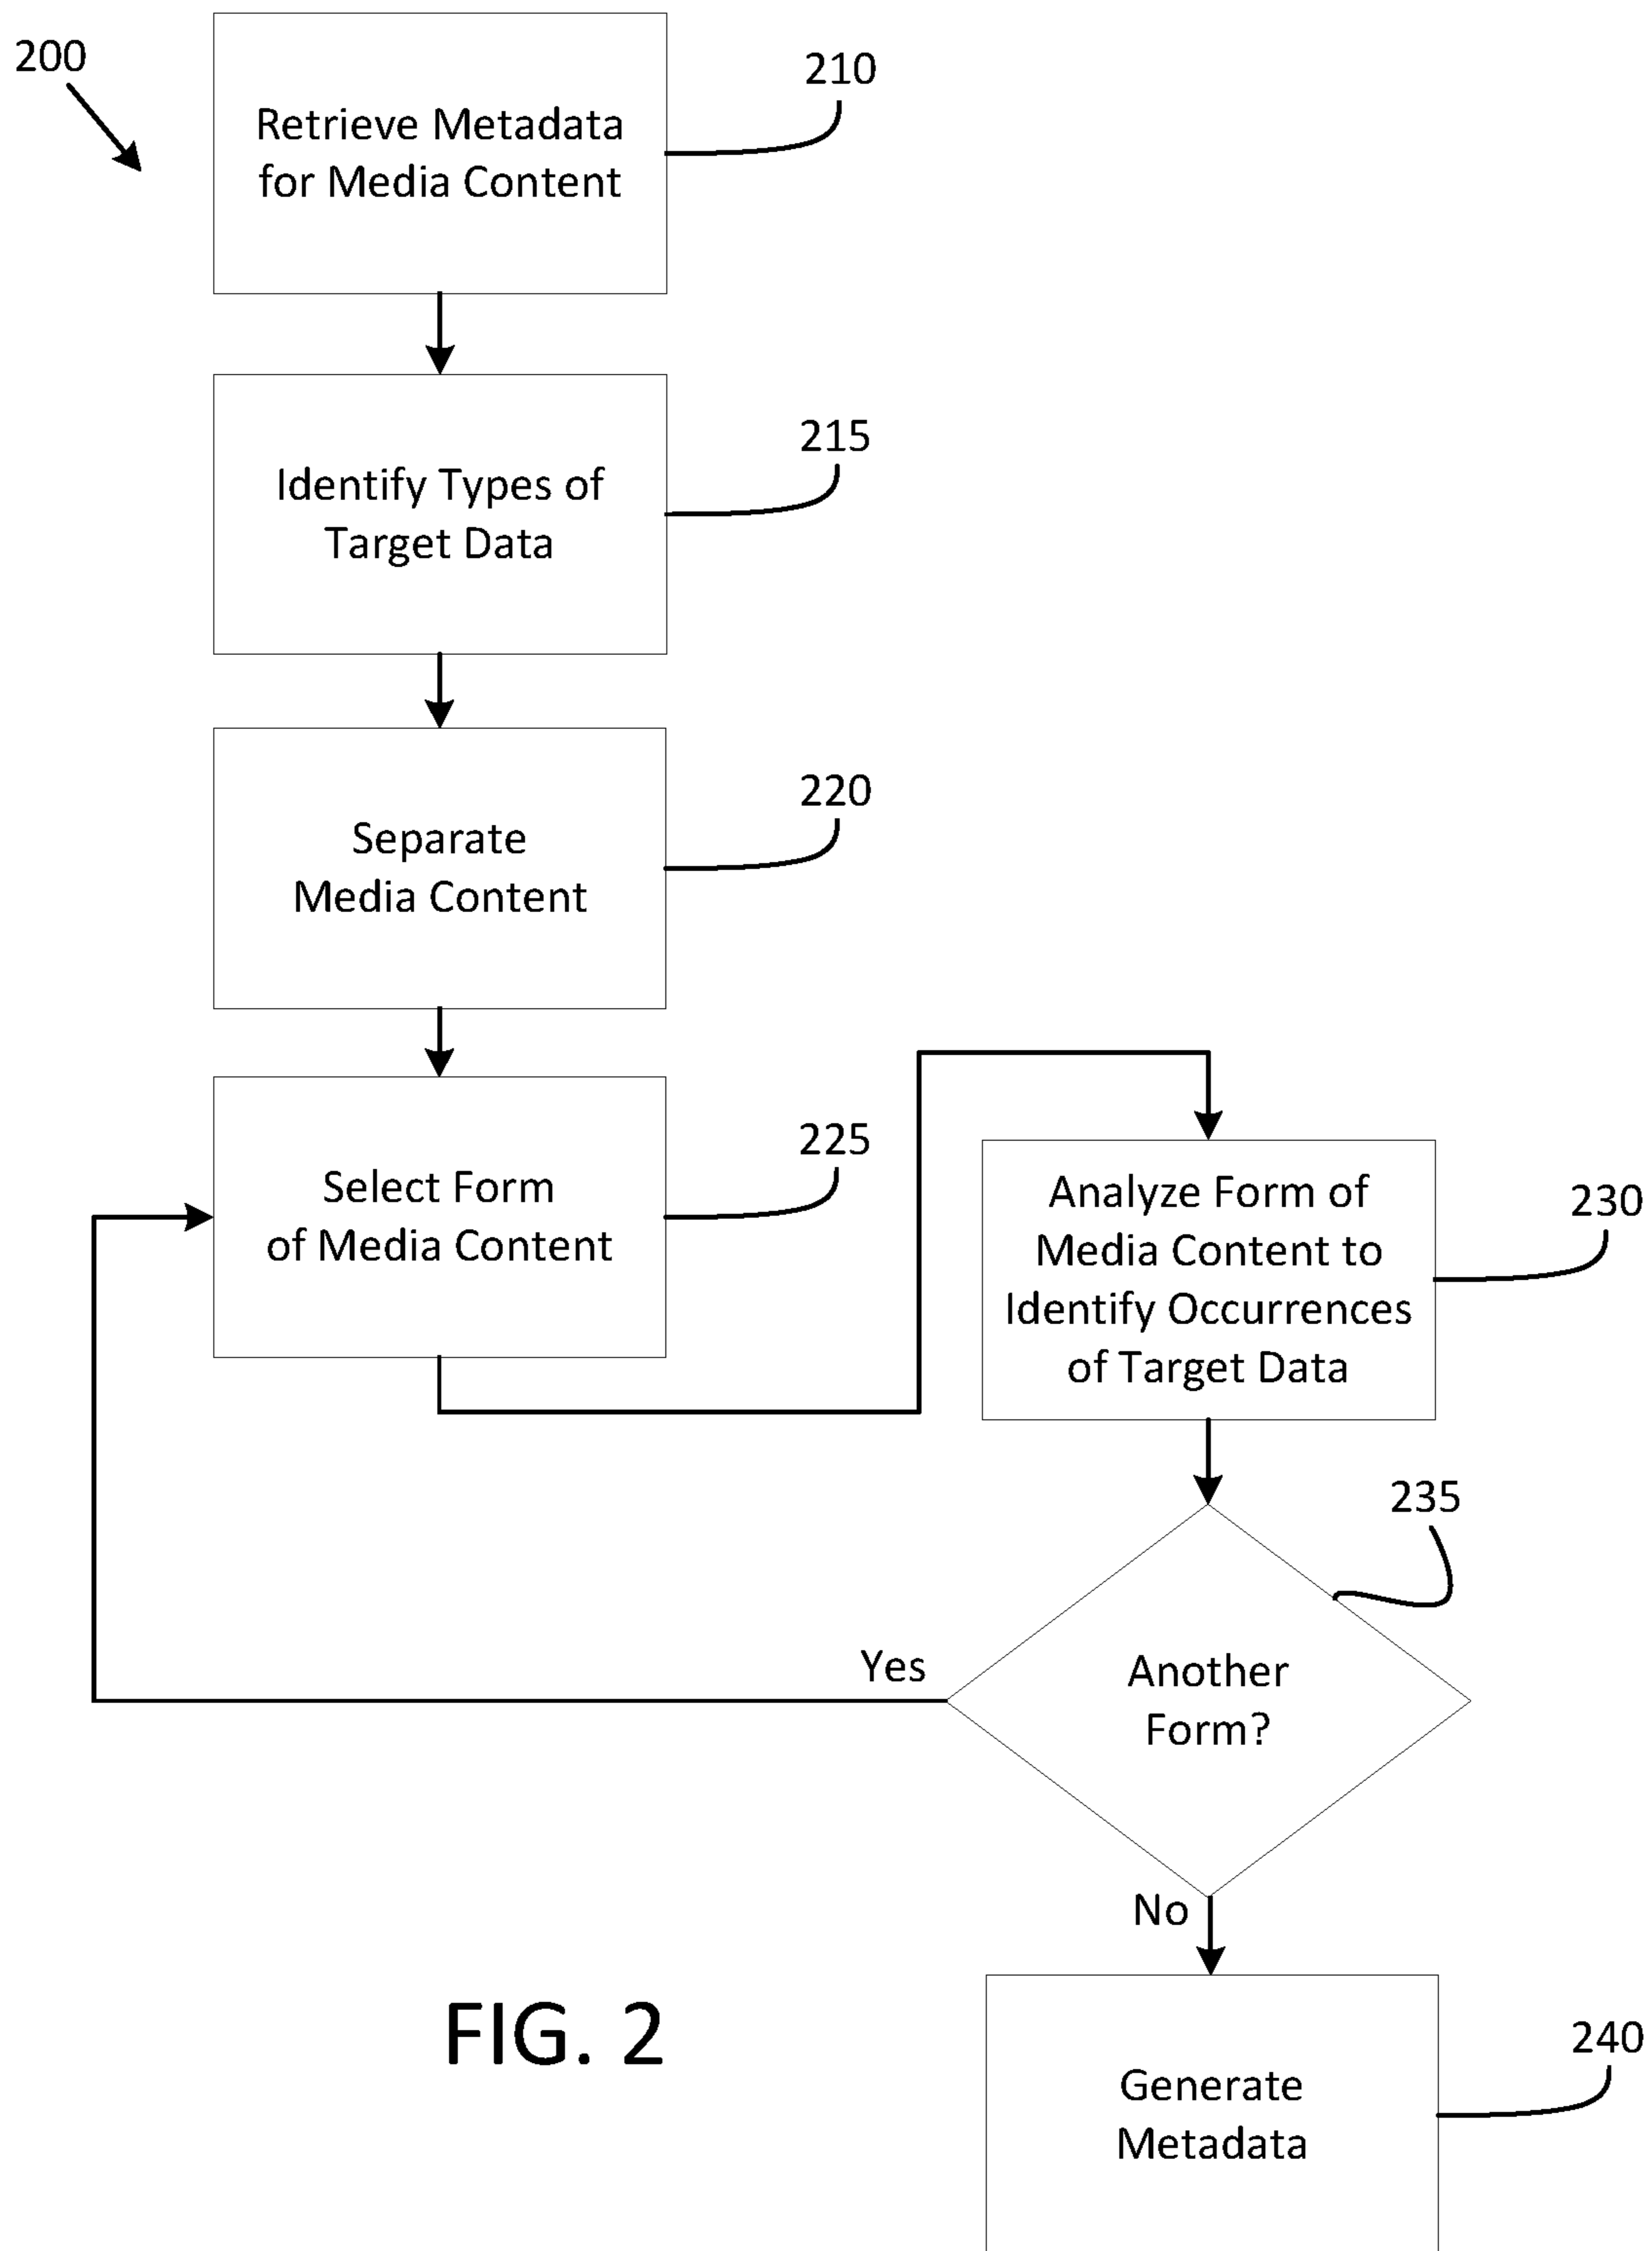 200
210
Retrieve Metadata
for Media Content
215
Identify Types of
Target Data
220
Separate
Media Content
225
Select Form
of Media Content
230
Analyze Form of
Media Content to
Identify Occurrences
of Target Data
235
Yes
Another
Form?
No
FIG. 2
240
Generate
Metadata